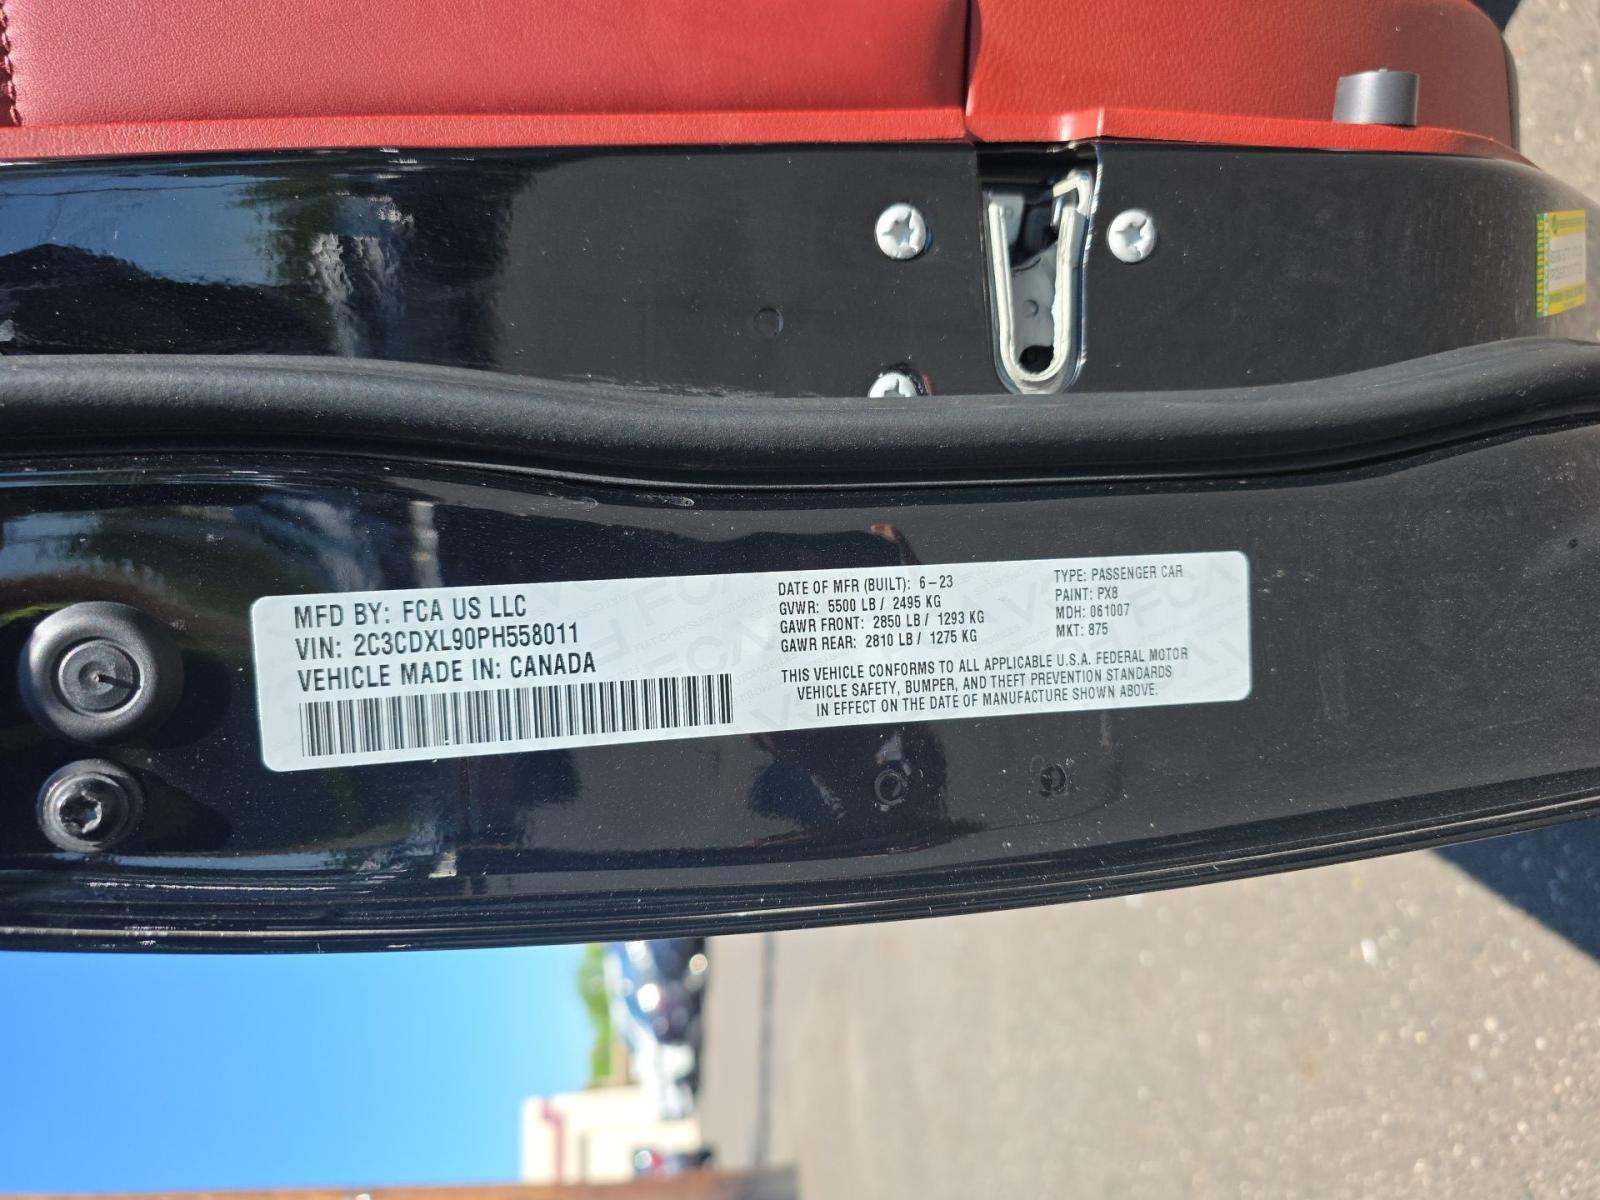 MFD BY: FCA US LLC
VIN: 2C3CDXL90PH558011
VEHICLE MADE IN: CANADA
DATE OF MFR (BUILT): 6-23
GVWR: 5500 LB / 2495 KG
GAWR FRONT: 2850 LB / 1293 KG
GAWR REAR: 2810 LB / 1275 KG
TYPE: PASSENGER CAR
PAINT: PX8
MDH: 061007
MKT: 875
THIS VEHICLE CONFORMS TO ALL APPLICABLE U.S.A. FEDERAL MOTOR
VEHICLE SAFETY, BUMPER, AND THEFT PREVENTION STANDARDS
IN EFFECT ON THE DATE OF MANUFACTURE SHOWN ABOVE.